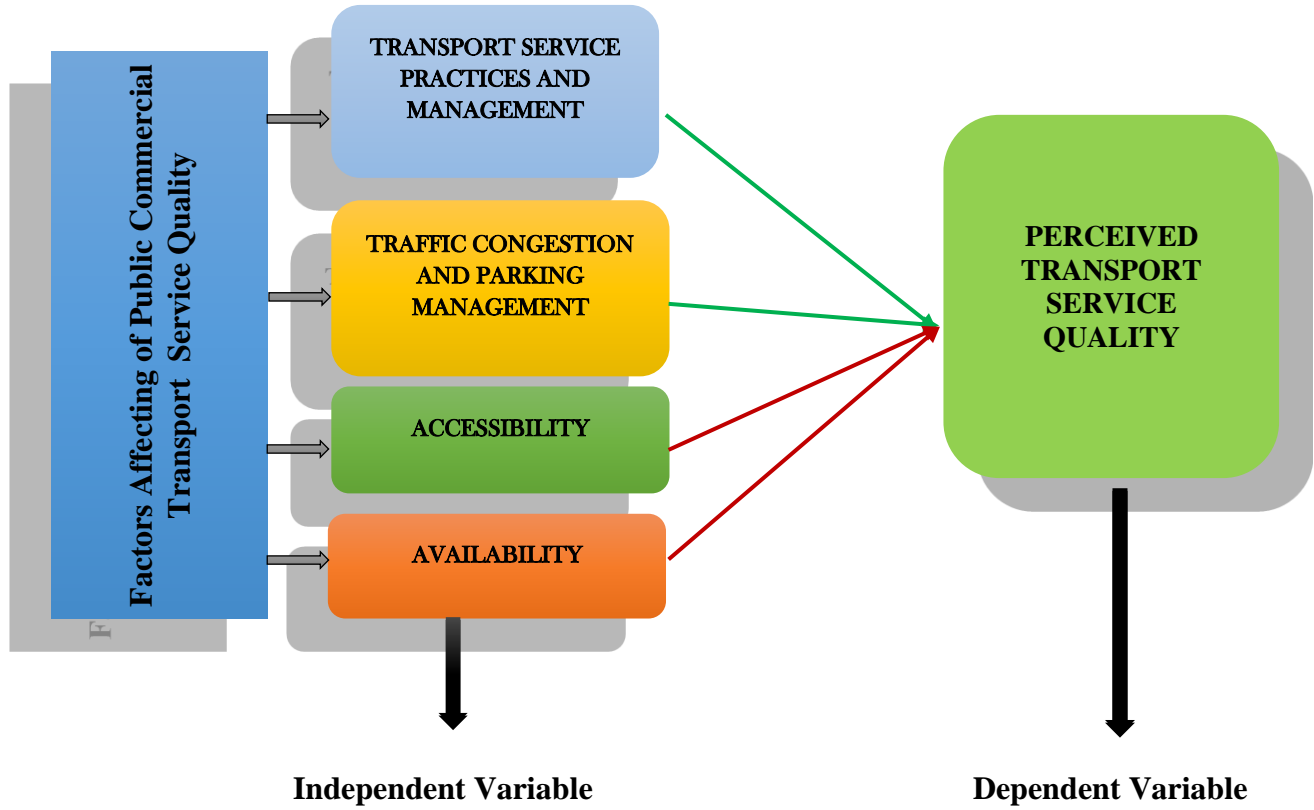 Factors Affecting of Public Commercial
Transport Service Quality
TRANSPORT SERVICE
PRACTICES AND
MANAGEMENT
TRAFFIC CONGESTION
AND PARKING
MANAGEMENT
ACCESSIBILITY
AVAILABILITY
PERCEIVED
TRANSPORT
SERVICE
QUALITY
Independent Variable
Dependent Variable